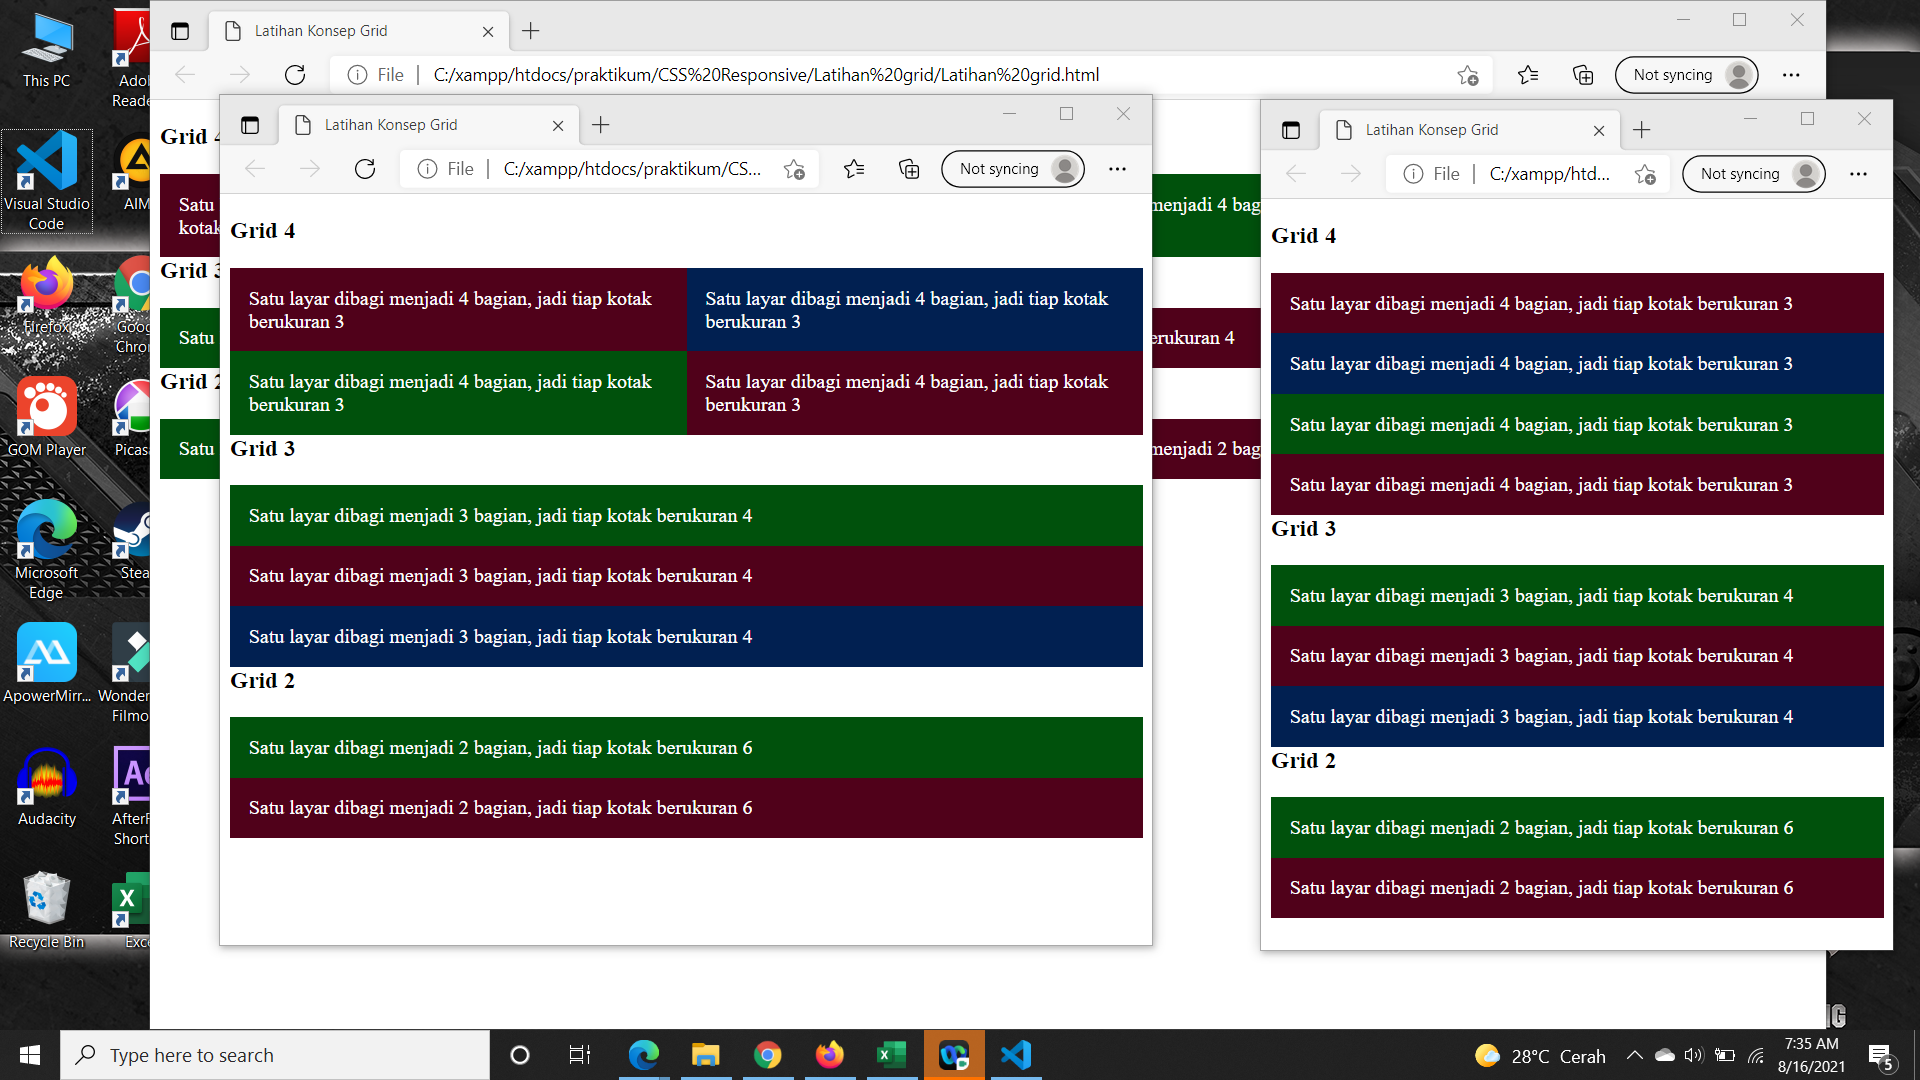 This PC
Adob
Reade
Visual Studio
Code
AIM
Firefox
Goog
Chron
GOM Player
Picas
Microsoft
Edge
Stea
ApowerMirr...
Wonder
Filmo
Audacity
AfterF
Short
Recycle Bin
Exce
Latihan Konsep Grid
File
C:/xampp/htdocs/praktikum/CSS%20Responsive/Latihan%20grid/Latihan%20grid.html
Not syncing
Grid 4
Satu
kotak
menjadi 4 bag
Grid 3
Satu
erukuran 4
Grid 2
Satu
menjadi 2 bag
Latihan Konsep Grid
File
C:/xampp/htdocs/praktikum/CS...
Not syncing
Grid 4
Satu layar dibagi menjadi 4 bagian, jadi tiap kotak
berukuran 3
Satu layar dibagi menjadi 4 bagian, jadi tiap kotak
berukuran 3
Satu layar dibagi menjadi 4 bagian, jadi tiap kotak
berukuran 3
Satu layar dibagi menjadi 4 bagian, jadi tiap kotak
berukuran 3
Grid 3
Satu layar dibagi menjadi 3 bagian, jadi tiap kotak berukuran 4
Satu layar dibagi menjadi 3 bagian, jadi tiap kotak berukuran 4
Satu layar dibagi menjadi 3 bagian, jadi tiap kotak berukuran 4
Grid 2
Satu layar dibagi menjadi 2 bagian, jadi tiap kotak berukuran 6
Satu layar dibagi menjadi 2 bagian, jadi tiap kotak berukuran 6
Latihan Konsep Grid
File
C:/xampp/htd...
Not syncing
Grid 4
Satu layar dibagi menjadi 4 bagian, jadi tiap kotak berukuran 3
Satu layar dibagi menjadi 4 bagian, jadi tiap kotak berukuran 3
Satu layar dibagi menjadi 4 bagian, jadi tiap kotak berukuran 3
Satu layar dibagi menjadi 4 bagian, jadi tiap kotak berukuran 3
Grid 3
Satu layar dibagi menjadi 3 bagian, jadi tiap kotak berukuran 4
Satu layar dibagi menjadi 3 bagian, jadi tiap kotak berukuran 4
Satu layar dibagi menjadi 3 bagian, jadi tiap kotak berukuran 4
Grid 2
Satu layar dibagi menjadi 2 bagian, jadi tiap kotak berukuran 6
Satu layar dibagi menjadi 2 bagian, jadi tiap kotak berukuran 6
Type here to search
28°C Cerah
7:35 AM
8/16/2021
5